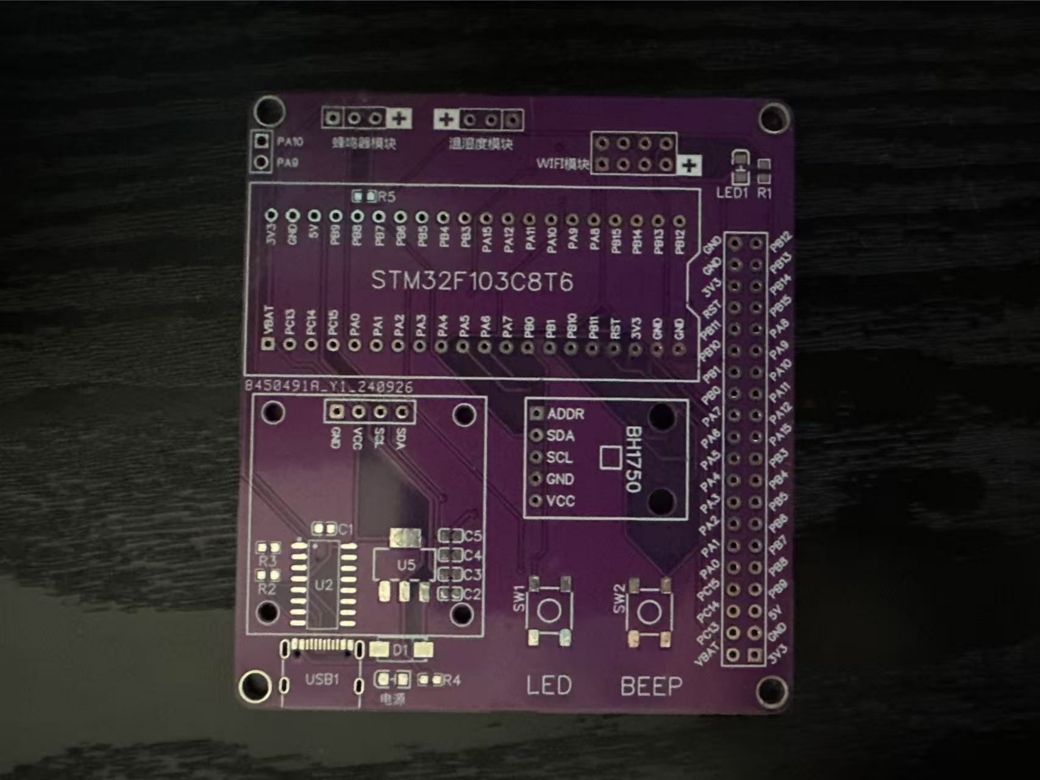 PA10
PA9
蜂鸣器模块
温湿度模块
WIFI模块
LED1 R1
R5
3V3 GND 5V PB9 PB8 PB7 PB6 PB5 PB4 PB3 PA15 PA12 PA11 PA10 PA9 PA8 PB15 PB14 PB13 PB12
STM32F103C8T6
VBAT PC13 PC14 PC15 PA0 PA1 PA2 PA3 PA4 PA5 PA6 PA7 PB0 PB1 PB10 PB11 RST 3V3 GND GND
8450491A_Y1_240926
GND VCC SCL SDA
ADDR
SDA
SCL
GND
VCC
BH1750
GND PB12
GND PB13
3V3 PB14
RST PB15
PB11 PA8
PB10 PA9
PB1 PA10
PB0 PA11
PA7 PA12
PA6 PA15
PA5 PB3
PA4 PB4
PA3 PB5
PA2 PB6
PA1 PB7
PA0 PB8
PC15 PB9
PC14 5V
PC13 GND
VBAT 3V3
C1
C5
C4
C3
C2
R3
R2
U2
U5
SW1
SW2
D1
USB1
R4
电源
LED
BEEP